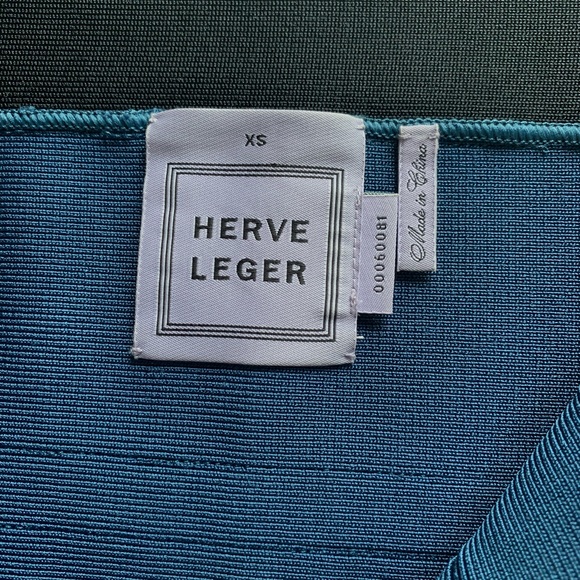 XS
HERVE
LEGER
00060081
Made in China